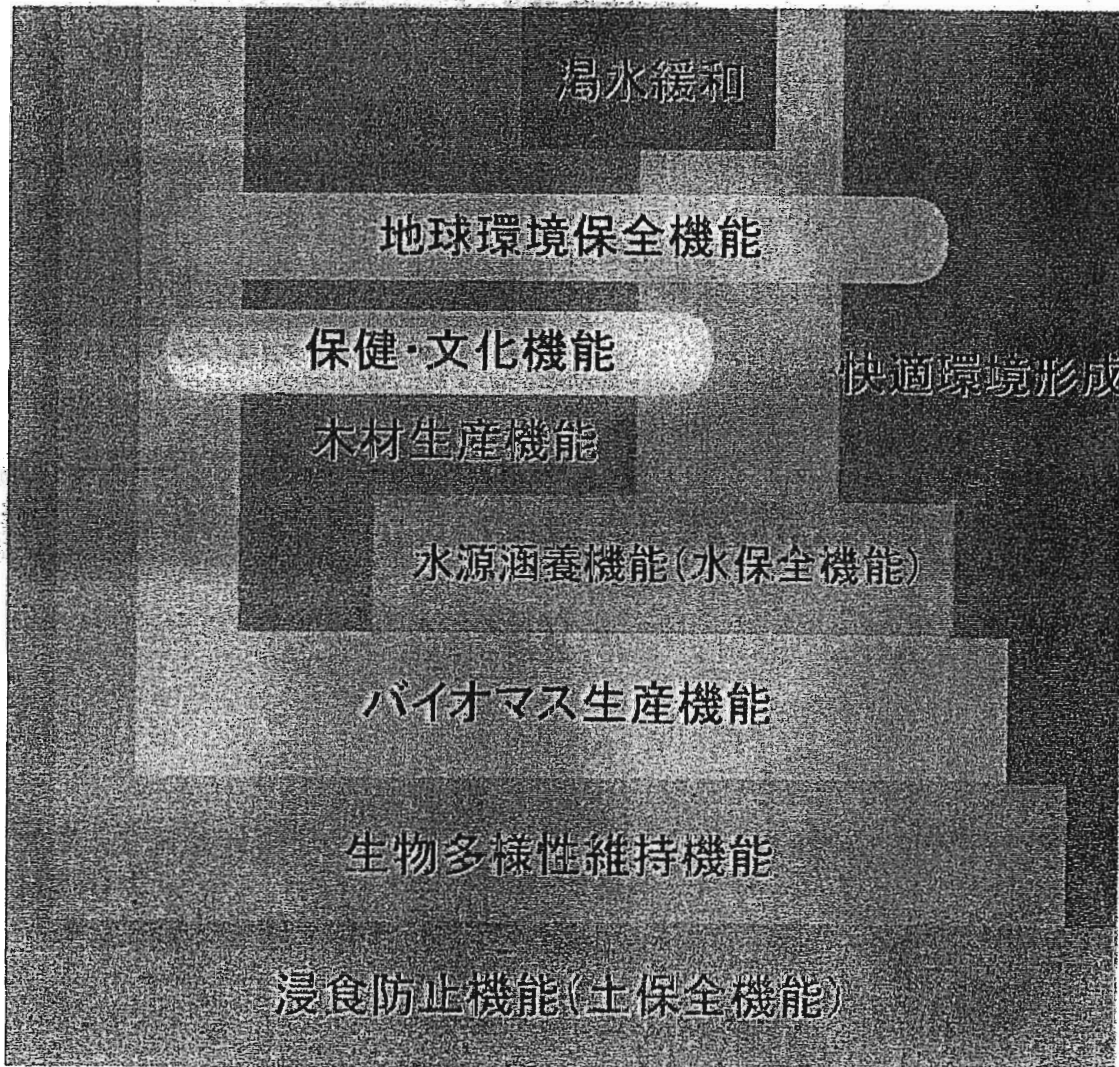 渇水緩和
地球環境保全機能
保健・文化機能
快適環境形成
木材生産機能
水源涵養機能(水保全機能)
バイオマス生産機能
生物多様性維持機能
浸食防止機能(土保全機能)